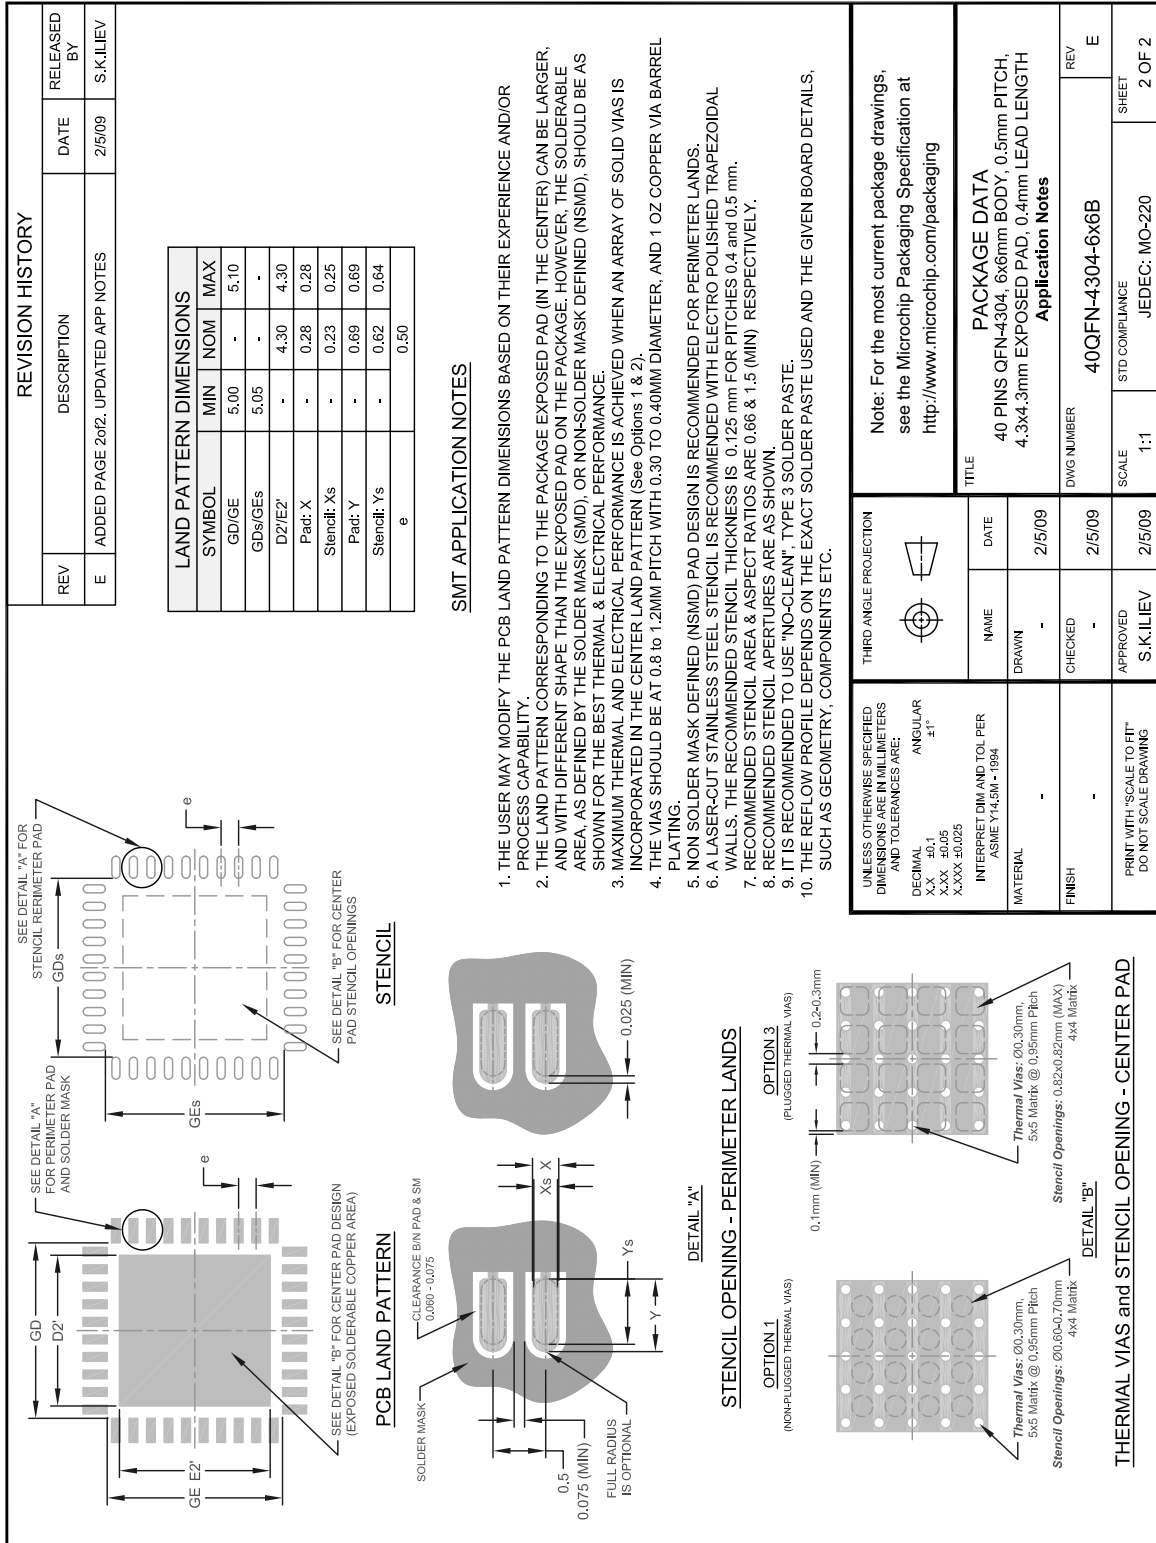 REVISION HISTORY
REV DESCRIPTION DATE RELEASED BY
E ADDED PAGE 2of2. UPDATED APP NOTES 2/5/09 S.K.ILIEV
SEE DETAIL "A"
FOR PERIMETER PAD
AND SOLDER MASK
GD
D2'
GE
E2'
e
SEE DETAIL "B" FOR CENTER PAD DESIGN
(EXPOSED SOLDERABLE COPPER AREA)
PCB LAND PATTERN
SEE DETAIL "A" FOR
STENCIL RERIMETER PAD
GDs
GEs
e
SEE DETAIL "B" FOR CENTER
PAD STENCIL OPENINGS
STENCIL
LAND PATTERN DIMENSIONS
SYMBOL MIN NOM MAX
GD/GE 5.00 - 5.10
GDs/GEs 5.05 - -
D2'/E2' - 4.30 4.30
Pad: X - 0.28 0.28
Stencil: Xs - 0.23 0.25
Pad: Y - 0.69 0.69
Stencil: Ys - 0.62 0.64
e 0.50
SOLDER MASK
CLEARANCE B/N PAD & SM
0.060 - 0.075
0.5
0.075 (MIN)
FULL RADIUS
IS OPTIONAL
Xs
X
Ys
Y
0.025 (MIN)
DETAIL "A"
STENCIL OPENING - PERIMETER LANDS
SMT APPLICATION NOTES
1. THE USER MAY MODIFY THE PCB LAND PATTERN DIMENSIONS BASED ON THEIR EXPERIENCE AND/OR
PROCESS CAPABILITY.
2. THE LAND PATTERN CORRESPONDING TO THE PACKAGE EXPOSED PAD (IN THE CENTER) CAN BE LARGER,
AND WITH DIFFERENT SHAPE THAN THE EXPOSED PAD ON THE PACKAGE. HOWEVER, THE SOLDERABLE
AREA, AS DEFINED BY THE SOLDER MASK (SMD), OR NON-SOLDER MASK DEFINED (NSMD), SHOULD BE AS
SHOWN FOR THE BEST THERMAL & ELECTRICAL PERFORMANCE.
3. MAXIMUM THERMAL AND ELECTRICAL PERFORMANCE IS ACHIEVED WHEN AN ARRAY OF SOLID VIAS IS
INCORPORATED IN THE CENTER LAND PATTERN (See Options 1 & 2).
4. THE VIAS SHOULD BE AT 0.8 to 1.2MM PITCH WITH 0.30 TO 0.40MM DIAMETER, AND 1 OZ COPPER VIA BARREL
PLATING.
5. NON SOLDER MASK DEFINED (NSMD) PAD DESIGN IS RECOMMENDED FOR PERIMETER LANDS.
6. A LASER-CUT STAINLESS STEEL STENCIL IS RECOMMENDED WITH ELECTRO POLISHED TRAPEZOIDAL
WALLS. THE RECOMMENDED STENCIL THICKNESS IS 0.125 mm FOR PITCHES 0.4 and 0.5 mm.
7. RECOMMENDED STENCIL AREA & ASPECT RATIOS ARE 0.66 & 1.5 (MIN) RESPECTIVELY.
8. RECOMMENDED STENCIL APERTURES ARE AS SHOWN.
9. IT IS RECOMMENDED TO USE "NO-CLEAN", TYPE 3 SOLDER PASTE.
10. THE REFLOW PROFILE DEPENDS ON THE EXACT SOLDER PASTE USED AND THE GIVEN BOARD DETAILS,
SUCH AS GEOMETRY, COMPONENTS ETC.
OPTION 1
(NON-PLUGGED THERMAL VIAS)
Thermal Vias: Ø0.30mm,
5x5 Matrix @ 0.95mm Pitch
Stencil Openings: Ø0.60-0.70mm
4x4 Matrix
OPTION 3
(PLUGGED THERMAL VIAS)
0.1mm (MIN)
0.2-0.3mm
Thermal Vias: Ø0.30mm,
5x5 Matrix @ 0.95mm Pitch
Stencil Openings: 0.82x0.82mm (MAX)
4x4 Matrix
DETAIL "B"
THERMAL VIAS and STENCIL OPENING - CENTER PAD
UNLESS OTHERWISE SPECIFIED
DIMENSIONS ARE IN MILLIMETERS
AND TOLERANCES ARE:
DECIMAL ANGULAR
X.X ±0.1 ±1°
X.XX ±0.05
X.XXX ±0.025
INTERPRET DIM AND TOL PER
ASME Y14.5M - 1994
MATERIAL
-
FINISH
-
PRINT WITH "SCALE TO FIT"
DO NOT SCALE DRAWING
THIRD ANGLE PROJECTION
NAME DATE
DRAWN
- 2/5/09
CHECKED
- 2/5/09
APPROVED
S.K.ILIEV 2/5/09
Note: For the most current package drawings,
see the Microchip Packaging Specification at
http://www.microchip.com/packaging
TITLE
PACKAGE DATA
40 PINS QFN-4304, 6x6mm BODY, 0.5mm PITCH,
4.3x4.3mm EXPOSED PAD, 0.4mm LEAD LENGTH
Application Notes
DWG NUMBER
40QFN-4304-6x6B
REV
E
SCALE
1:1
STD COMPLIANCE
JEDEC: MO-220
SHEET
2 OF 2